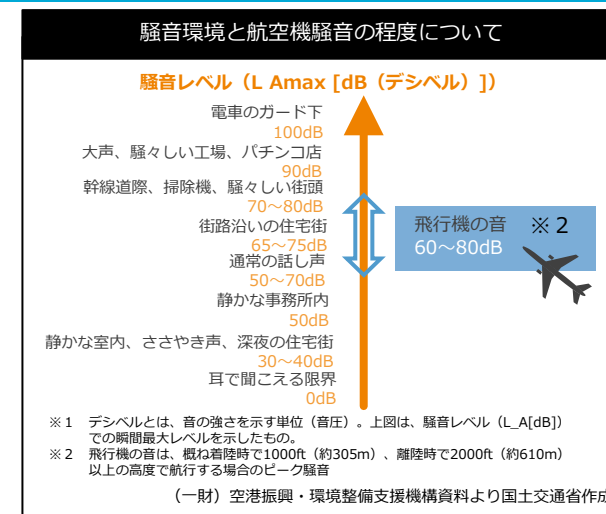 騒音環境と航空機騒音の程度について
騒音レベル（L Amax [dB（デシベル）]）
電車のガード下
100dB
大声、騒々しい工場、パチンコ店
90dB
幹線道際、掃除機、騒々しい街頭
70～80dB
街路沿いの住宅街
65～75dB
通常の話し声
50～70dB
静かな事務所内
50dB
静かな室内、ささやき声、深夜の住宅街
30～40dB
耳で聞こえる限界
0dB
飛行機の音 ※２
60～80dB
※１ デシベルとは、音の強さを示す単位（音圧）。上図は、騒音レベル（L_A[dB]）
での瞬間最大レベルを示したもの。
※２ 飛行機の音は、概ね着陸時で1000ft（約305m）、離陸時で2000ft（約610m）
以上の高度で航行する場合のピーク騒音
（一財）空港振興・環境整備支援機構資料より国土交通省作成